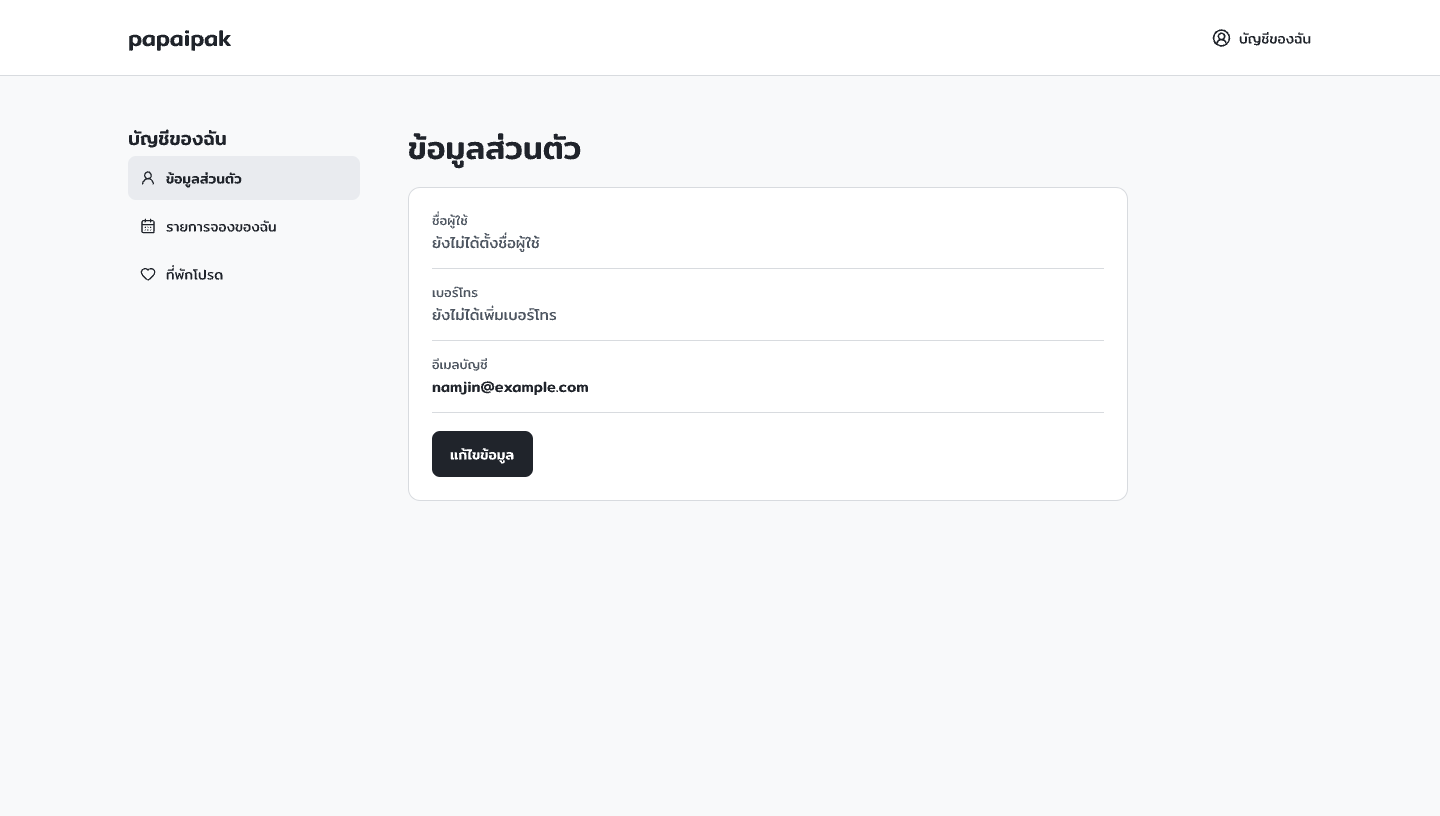 papaipak
บัญชีของฉัน
บัญชีของฉัน
ข้อมูลส่วนตัว
รายการจองของฉัน
ที่พักโปรด
ข้อมูลส่วนตัว
ชื่อผู้ใช้
ยังไม่ได้ตั้งชื่อผู้ใช้
เบอร์โทร
ยังไม่ได้เพิ่มเบอร์โทร
อีเมลบัญชี
namjin@example.com
แก้ไขข้อมูล